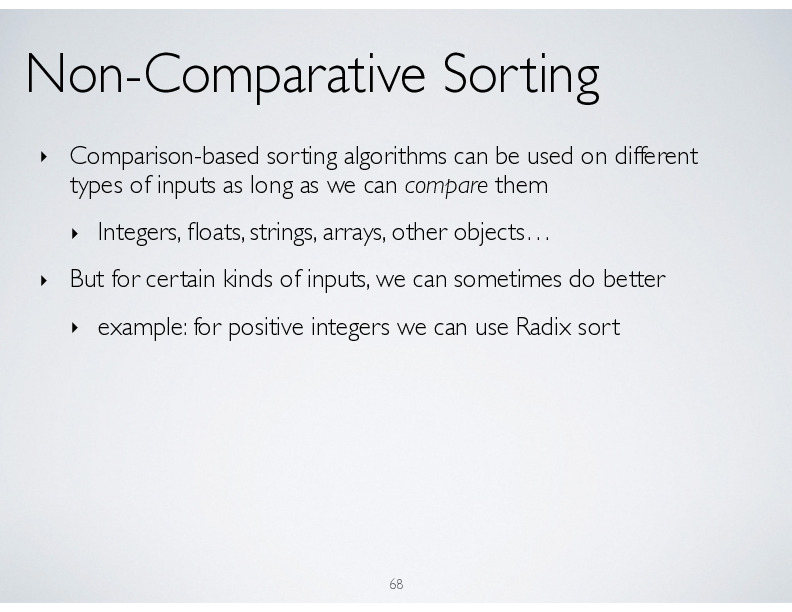 Non-Comparative Sorting
‣ Comparison-based sorting algorithms can be used on different
types of inputs as long as we can compare them
‣ Integers, floats, strings, arrays, other objects…
‣ But for certain kinds of inputs, we can sometimes do better
‣ example: for positive integers we can use Radix sort
68